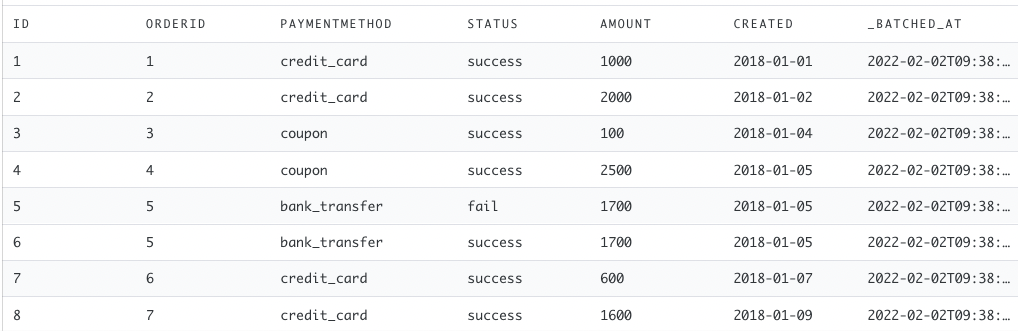 ID ORDERID PAYMENTMETHOD STATUS AMOUNT CREATED _BATCHED_AT
1 1 credit_card success 1000 2018-01-01 2022-02-02T09:38:…
2 2 credit_card success 2000 2018-01-02 2022-02-02T09:38:…
3 3 coupon success 100 2018-01-04 2022-02-02T09:38:…
4 4 coupon success 2500 2018-01-05 2022-02-02T09:38:…
5 5 bank_transfer fail 1700 2018-01-05 2022-02-02T09:38:…
6 5 bank_transfer success 1700 2018-01-05 2022-02-02T09:38:…
7 6 credit_card success 600 2018-01-07 2022-02-02T09:38:…
8 7 credit_card success 1600 2018-01-09 2022-02-02T09:38:…